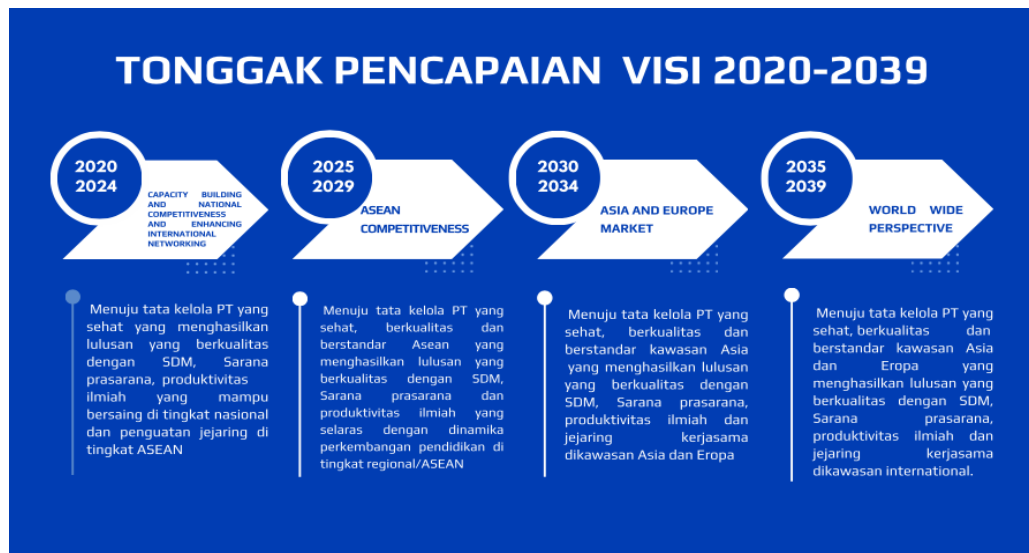 TONGGAK PENCAPAIAN VISI 2020-2039
2020
2024
CAPACITY BUILDING
AND NATIONAL
COMPETITIVENESS
AND ENHANCING
INTERNATIONAL
NETWORKING
Menuju tata kelola PT yang
sehat yang menghasilkan
lulusan yang berkualitas
dengan SDM, Sarana
prasarana, produktivitas
ilmiah yang mampu
bersaing di tingkat nasional
dan penguatan jejaring di
tingkat ASEAN
2025
2029
ASEAN
COMPETITIVENESS
Menuju tata kelola PT yang
sehat, berkualitas dan
berstandar Asean yang
menghasilkan lulusan yang
berkualitas dengan SDM,
Sarana prasarana dan
produktivitas ilmiah yang
selaras dengan dinamika
perkembangan pendidikan di
tingkat regional/ASEAN
2030
2034
ASIA AND EUROPE
MARKET
Menuju tata kelola PT yang
sehat, berkualitas dan
berstandar kawasan Asia
yang menghasilkan lulusan
yang berkualitas dengan
SDM, Sarana prasarana,
produktivitas ilmiah dan
jejaring kerjasama
dikawasan Asia dan Eropa
2035
2039
WORLD WIDE
PERSPECTIVE
Menuju tata kelola PT yang
sehat, berkualitas dan
berstandar kawasan Asia
dan Eropa yang
menghasilkan lulusan yang
berkualitas dengan SDM,
Sarana prasarana,
produktivitas ilmiah dan
jejaring kerjasama
dikawasan international.